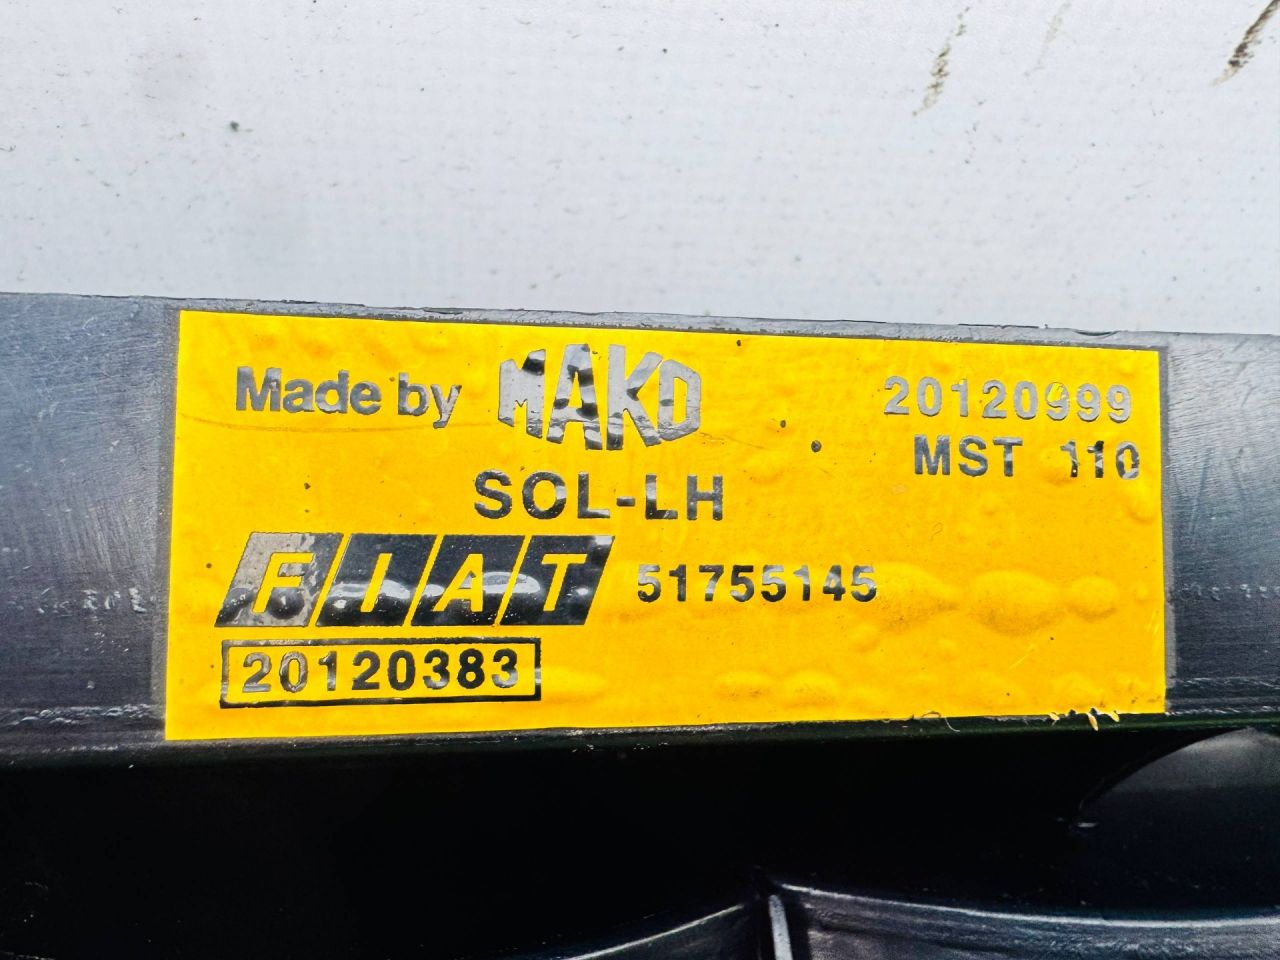 Made by MAKO 20120999
MST 110
SOL-LH
FIAT 51755145
20120383